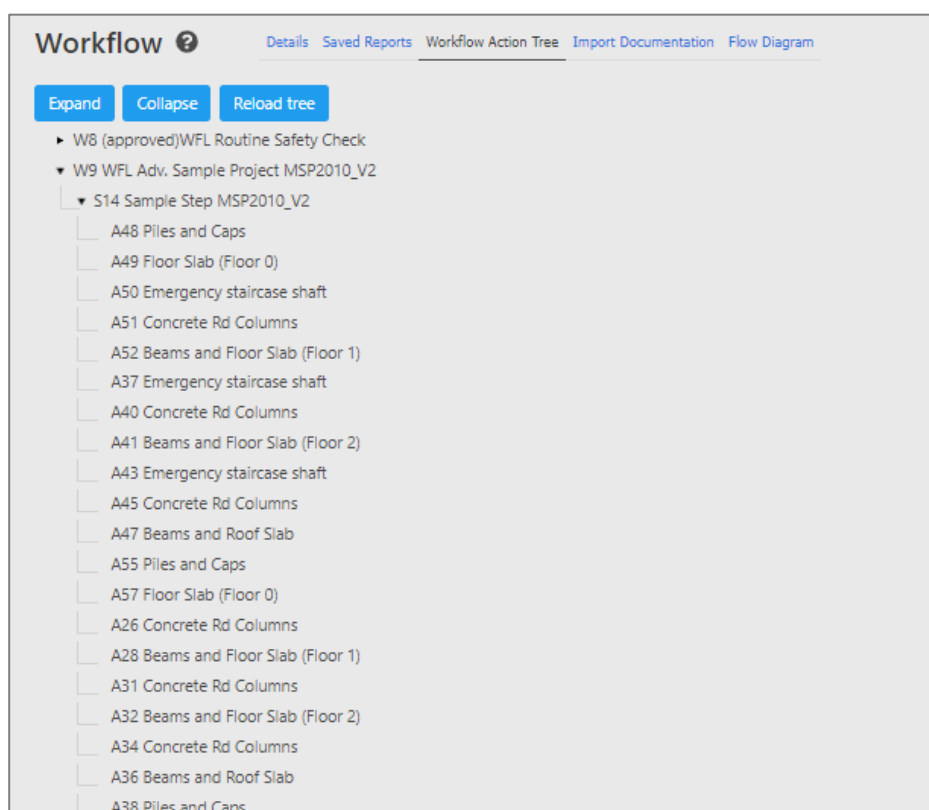 Workflow ?
Details Saved Reports Workflow Action Tree Import Documentation Flow Diagram
Expand Collapse Reload tree
W8 (approved)WFL Routine Safety Check
W9 WFL Adv. Sample Project MSP2010_V2
S14 Sample Step MSP2010_V2
A48 Piles and Caps
A49 Floor Slab (Floor 0)
A50 Emergency staircase shaft
A51 Concrete Rd Columns
A52 Beams and Floor Slab (Floor 1)
A37 Emergency staircase shaft
A40 Concrete Rd Columns
A41 Beams and Floor Slab (Floor 2)
A43 Emergency staircase shaft
A45 Concrete Rd Columns
A47 Beams and Roof Slab
A55 Piles and Caps
A57 Floor Slab (Floor 0)
A26 Concrete Rd Columns
A28 Beams and Floor Slab (Floor 1)
A31 Concrete Rd Columns
A32 Beams and Floor Slab (Floor 2)
A34 Concrete Rd Columns
A36 Beams and Roof Slab
A38 Piles and Caps